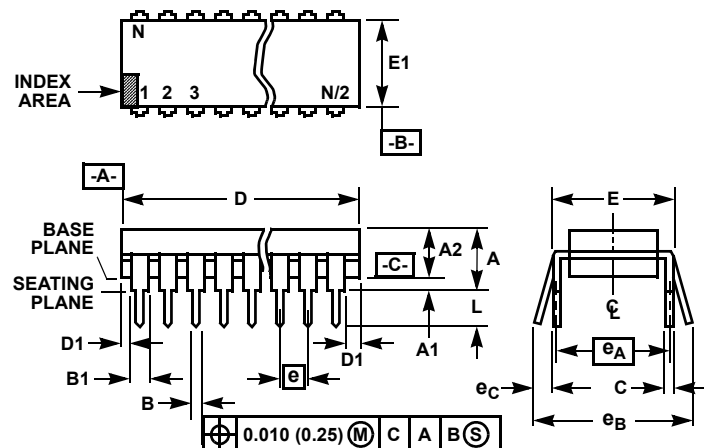 N
INDEX
AREA
1 2 3 N/2
E1
-B-
-A-
D
E
BASE
PLANE
A2
A
-C-
SEATING
PLANE
L
D1
B1
B
e
D1
A1
C
L
eA
eC
C
eB
0.010 (0.25) M C A B S